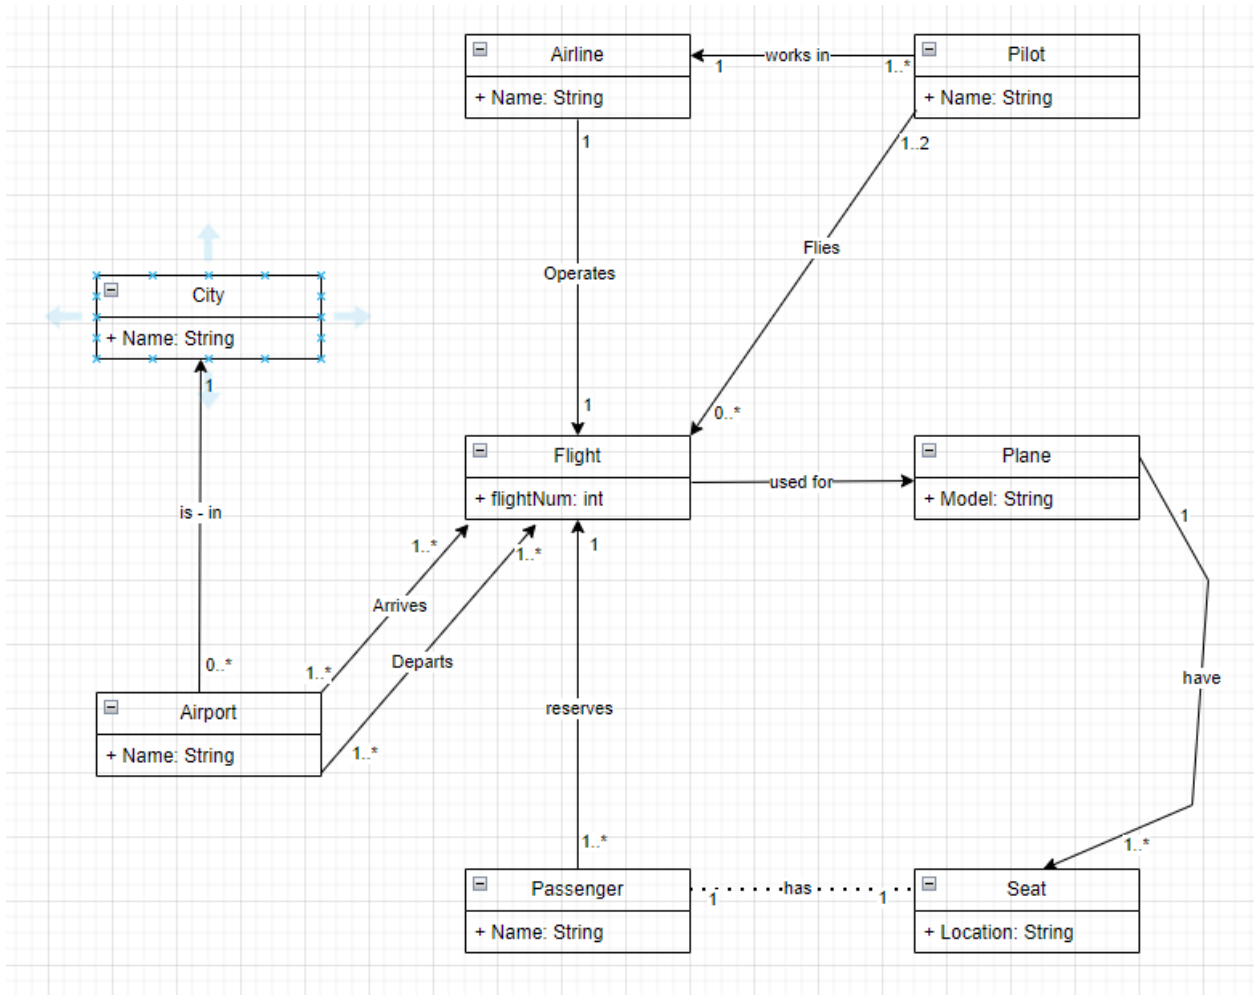 Airline
+ Name: String
works in
1
1..*
Pilot
+ Name: String
1
1..2
Flies
Operates
City
+ Name: String
1
1
0..*
Flight
+ flightNum: int
used for
Plane
+ Model: String
1
is - in
1..*
1..*
1
Arrives
Departs
0..*
1..*
have
reserves
Airport
+ Name: String
1..*
1..*
1..*
Passenger
+ Name: String
has
1
1
Seat
+ Location: String